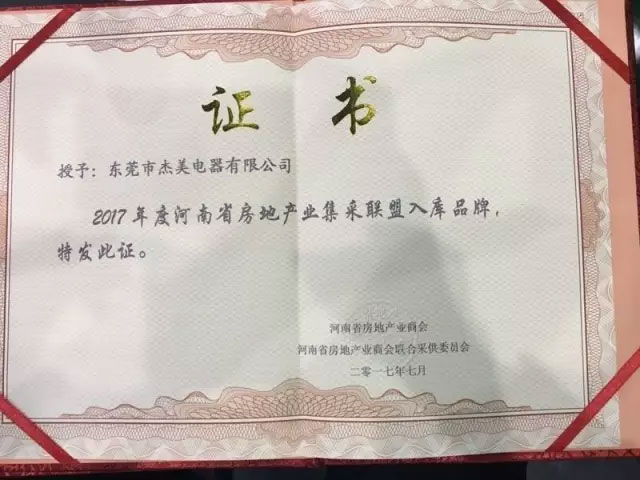 证书
授予：东莞市杰美电器有限公司
2017年度河南省房地产业集采联盟入库品牌，
特发此证。
河南省房地产业商会
河南省房地产业商会联合采供委员会
二零一七年七月